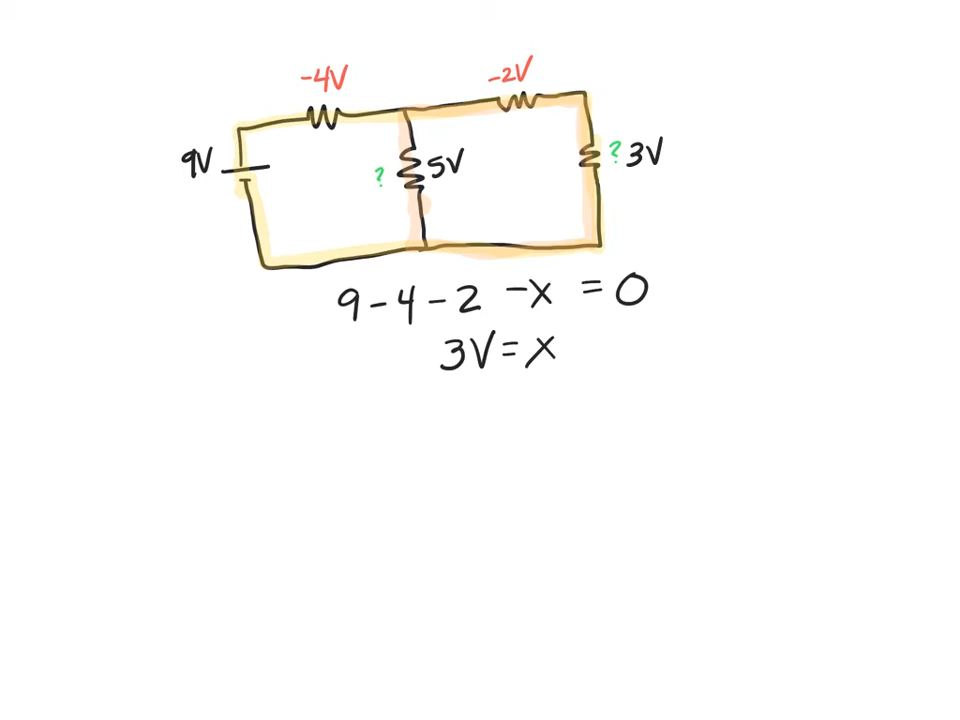 -4V
-2V
9V
? 5V
? 3V
9 - 4 - 2 - x = 0
3V = x